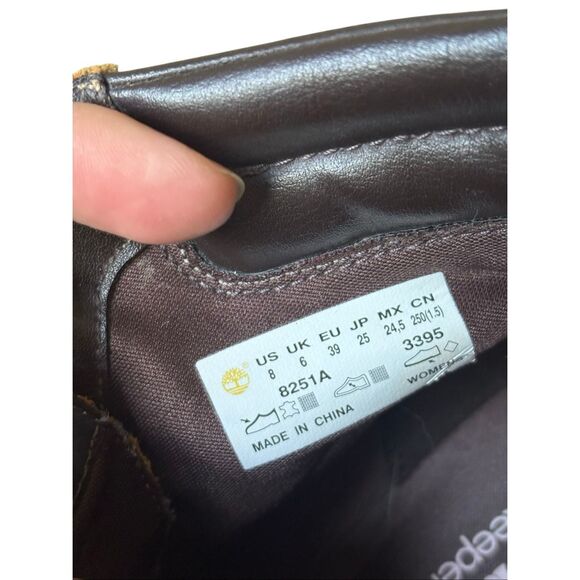 US UK EU JP MX CN
8 6 39 25 24,5 250(1.5)
8251A 3395
WOMENS
MADE IN CHINA